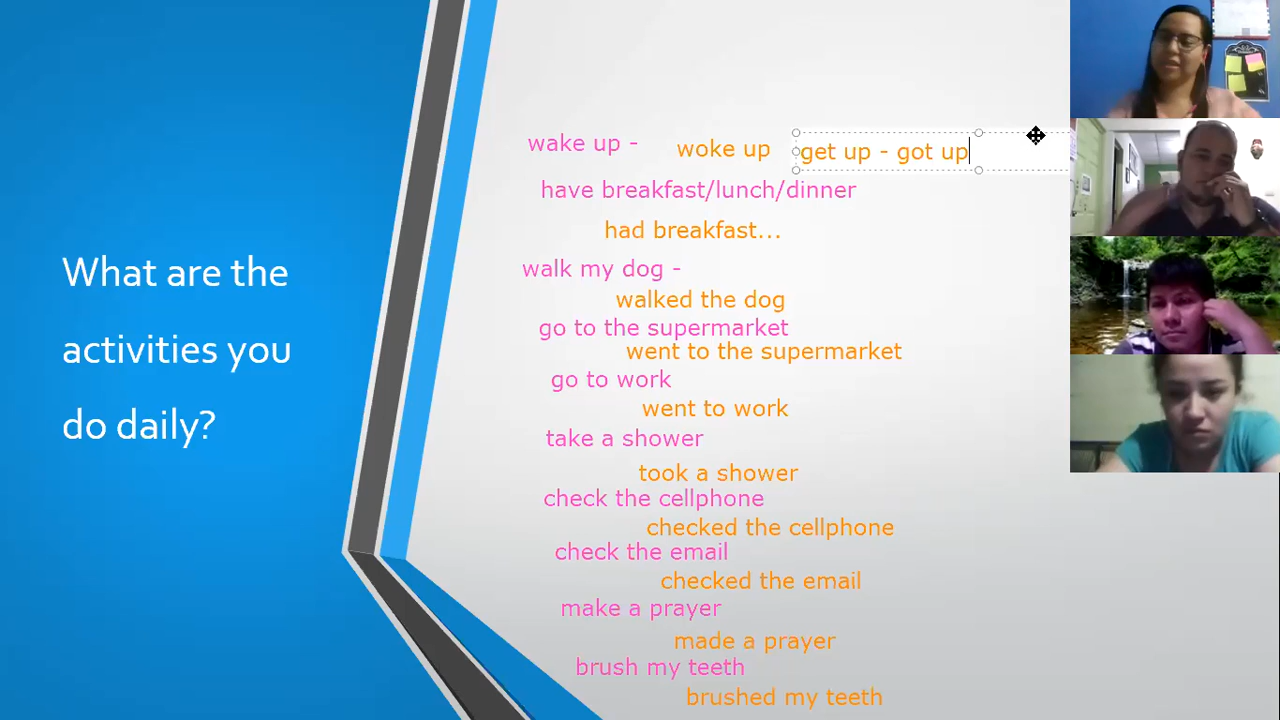 What are the
activities you
do daily?
wake up - woke up get up - got up
have breakfast/lunch/dinner
had breakfast...
walk my dog -
walked the dog
go to the supermarket
went to the supermarket
go to work
went to work
take a shower
took a shower
check the cellphone
checked the cellphone
check the email
checked the email
make a prayer
made a prayer
brush my teeth
brushed my teeth